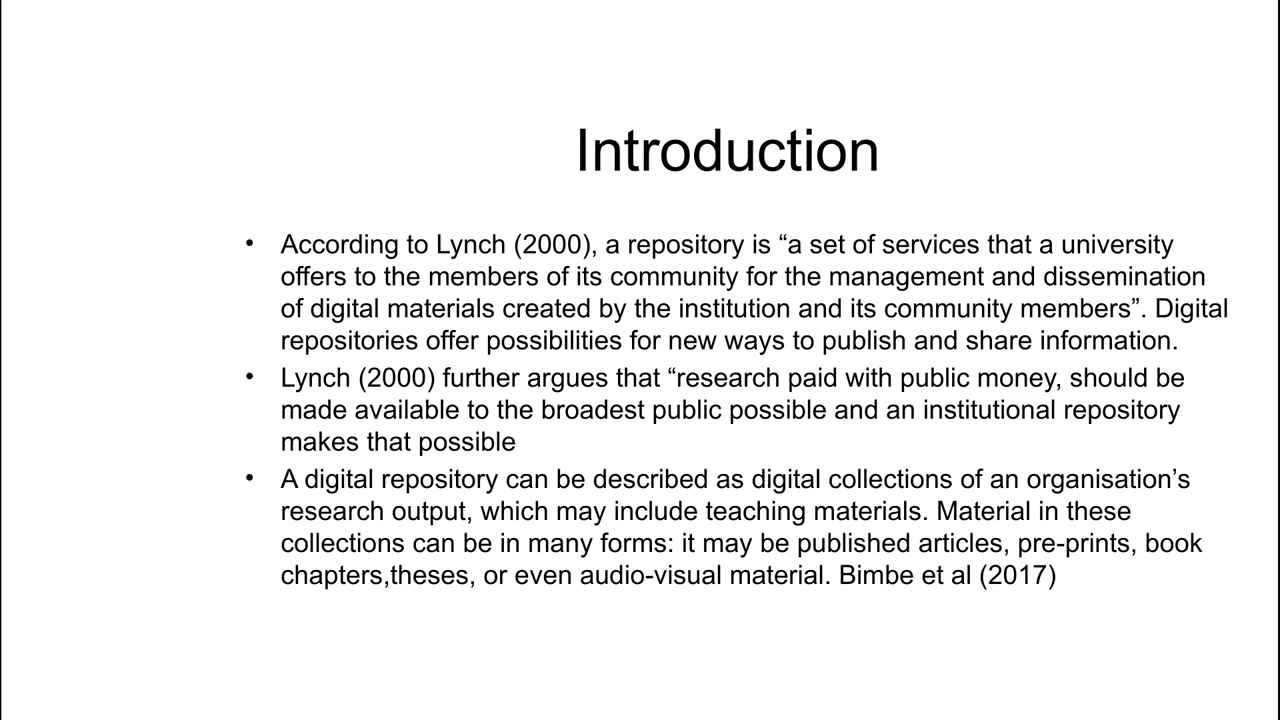 Introduction
• According to Lynch (2000), a repository is “a set of services that a university
offers to the members of its community for the management and dissemination
of digital materials created by the institution and its community members”. Digital
repositories offer possibilities for new ways to publish and share information.
• Lynch (2000) further argues that “research paid with public money, should be
made available to the broadest public possible and an institutional repository
makes that possible
• A digital repository can be described as digital collections of an organisation’s
research output, which may include teaching materials. Material in these
collections can be in many forms: it may be published articles, pre-prints, book
chapters,theses, or even audio-visual material. Bimbe et al (2017)